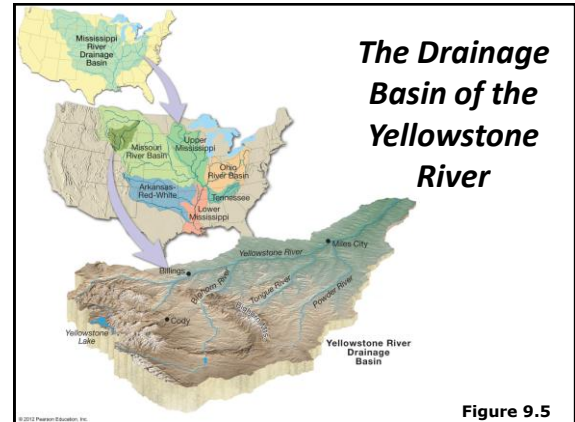 The Drainage
Basin of the
Yellowstone
River
Mississippi
River
Drainage
Basin
Missouri
River Basin
Upper
Mississippi
Ohio
River Basin
Arkansas-
Red-White
Tennessee
Lower
Mississippi
Yellowstone River
Miles City
Billings
Bighorn River
Tongue River
Powder River
Cody
Yellowstone
Lake
Yellowstone River
Drainage
Basin
© 2012 Pearson Education, Inc.
Figure 9.5